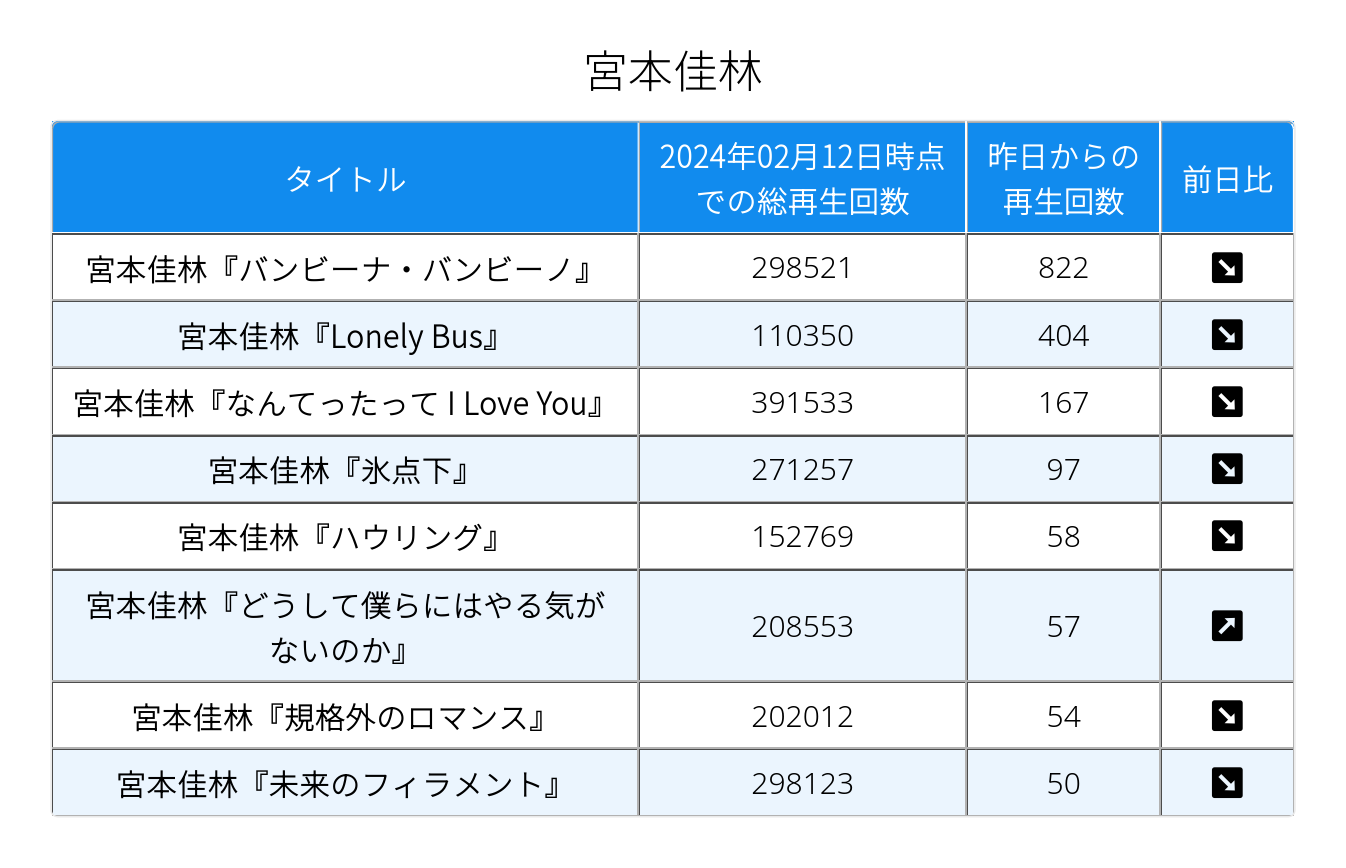 宮本佳林
タイトル
2024年02月12日時点
での総再生回数
昨日からの
再生回数
前日比
宮本佳林『バンビーナ・バンビーノ』
298521
822
宮本佳林『Lonely Bus』
110350
404
宮本佳林『なんてったって I Love You』
391533
167
宮本佳林『氷点下』
271257
97
宮本佳林『ハウリング』
152769
58
宮本佳林『どうして僕らにはやる気が
ないのか』
208553
57
宮本佳林『規格外のロマンス』
202012
54
宮本佳林『未来のフィラメント』
298123
50